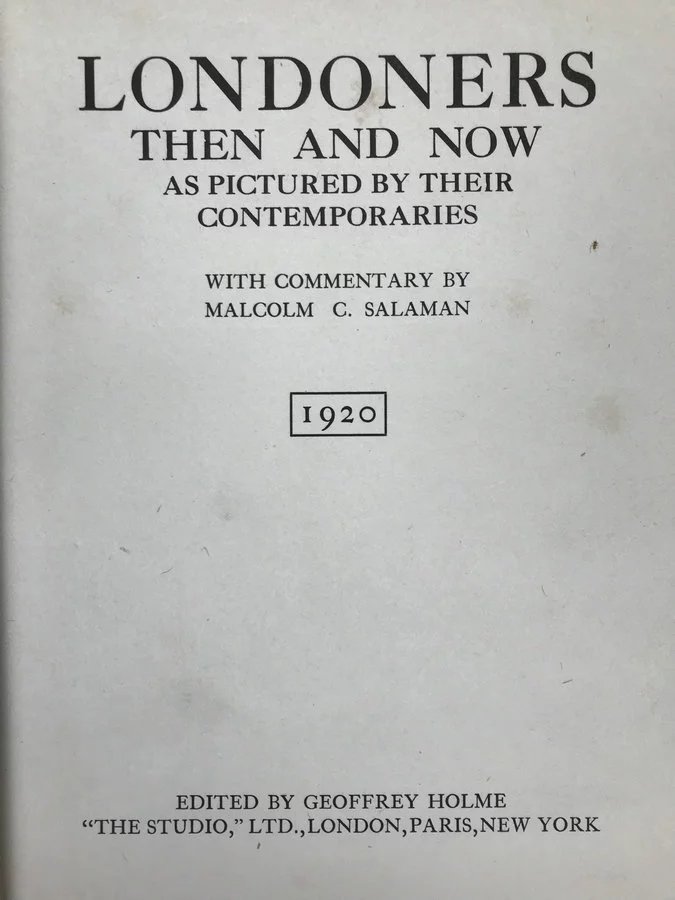 LONDONERS
THEN AND NOW
AS PICTURED BY THEIR
CONTEMPORARIES
WITH COMMENTARY BY
MALCOLM C. SALAMAN
1920
EDITED BY GEOFFREY HOLME
"THE STUDIO," LTD., LONDON, PARIS, NEW YORK